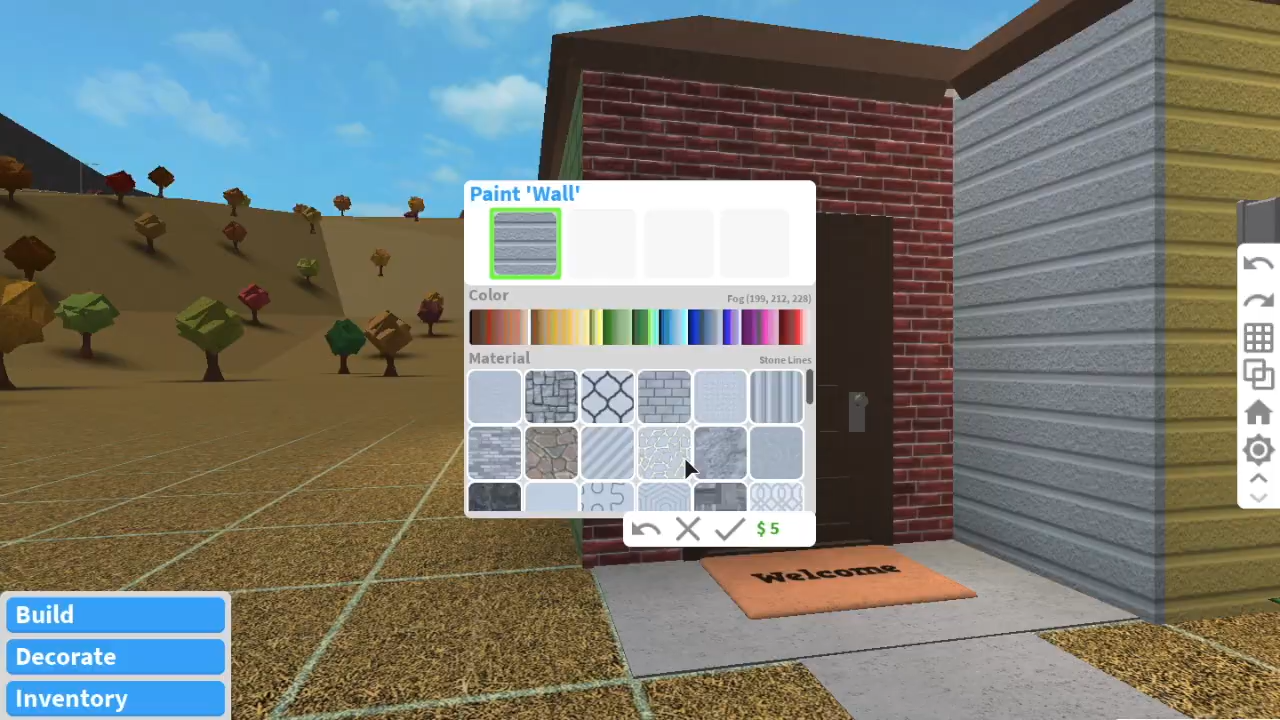 Paint 'Wall'
Color
Fog (199, 212, 228)
Material
Stone Lines
$ 5
Welcome
Build
Decorate
Inventory